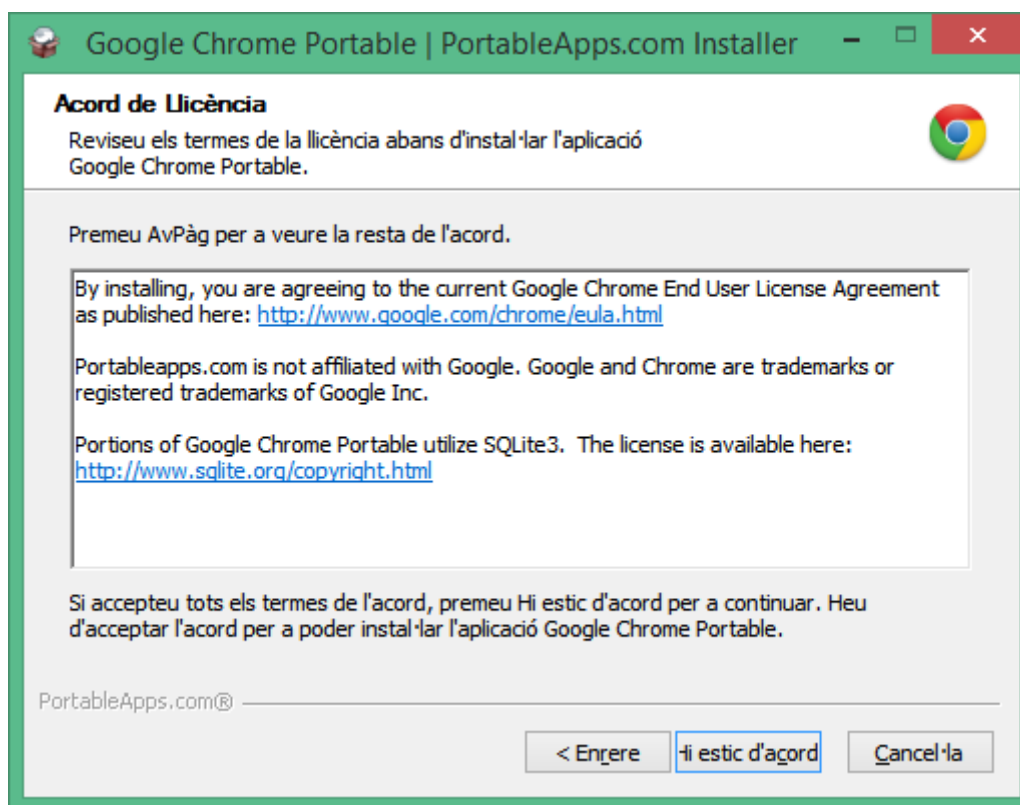 Google Chrome Portable | PortableApps.com Installer
Acord de Llicència
Reviseu els termes de la llicència abans d'instal·lar l'aplicació
Google Chrome Portable.
Premeu AvPàg per a veure la resta de l'acord.
By installing, you are agreeing to the current Google Chrome End User License Agreement
as published here: http://www.google.com/chrome/eula.html
Portableapps.com is not affiliated with Google. Google and Chrome are trademarks or
registered trademarks of Google Inc.
Portions of Google Chrome Portable utilize SQLite3.  The license is available here:
http://www.sqlite.org/copyright.html
Si accepteu tots els termes de l'acord, premeu Hi estic d'acord per a continuar. Heu
d'acceptar l'acord per a poder instal·lar l'aplicació Google Chrome Portable.
PortableApps.com®
< Enrere
Hi estic d'acord
Cancel·la